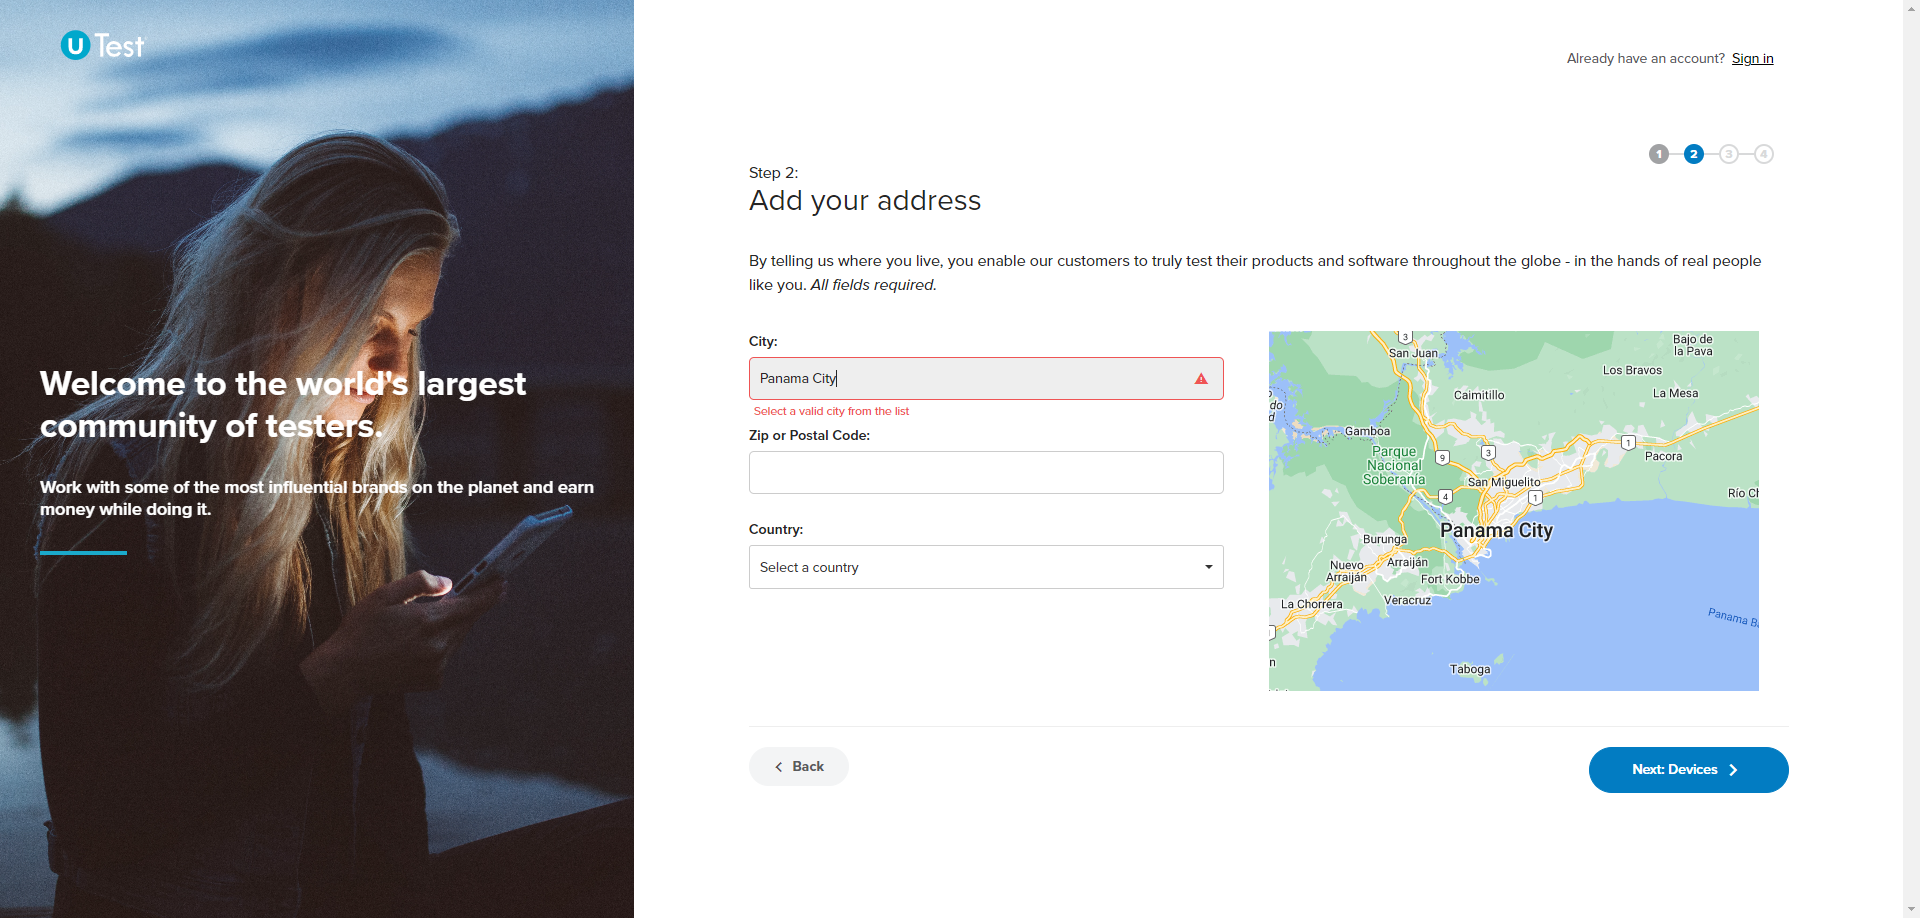 U Test
Already have an account? Sign in
1 2 3 4
Step 2:
Add your address
By telling us where you live, you enable our customers to truly test their products and software throughout the globe - in the hands of real people
like you. All fields required.
City:
Panama City
Select a valid city from the list
Zip or Postal Code:
Country:
Select a country
Back
Next: Devices
Welcome to the world's largest
community of testers.
Work with some of the most influential brands on the planet and earn
money while doing it.
3
San Juan
Bajo de
la Pava
Los Bravos
La Mesa
Caimitillo
do
d
Gamboa
1
Pacora
Parque
Nacional
Soberanía
9
3
San Miguelito
4
1
Río Ch
Panama City
Burunga
Nuevo
Arraiján
Arraiján
Fort Kobbe
La Chorrera
Veracruz
Panama B
n
Taboga